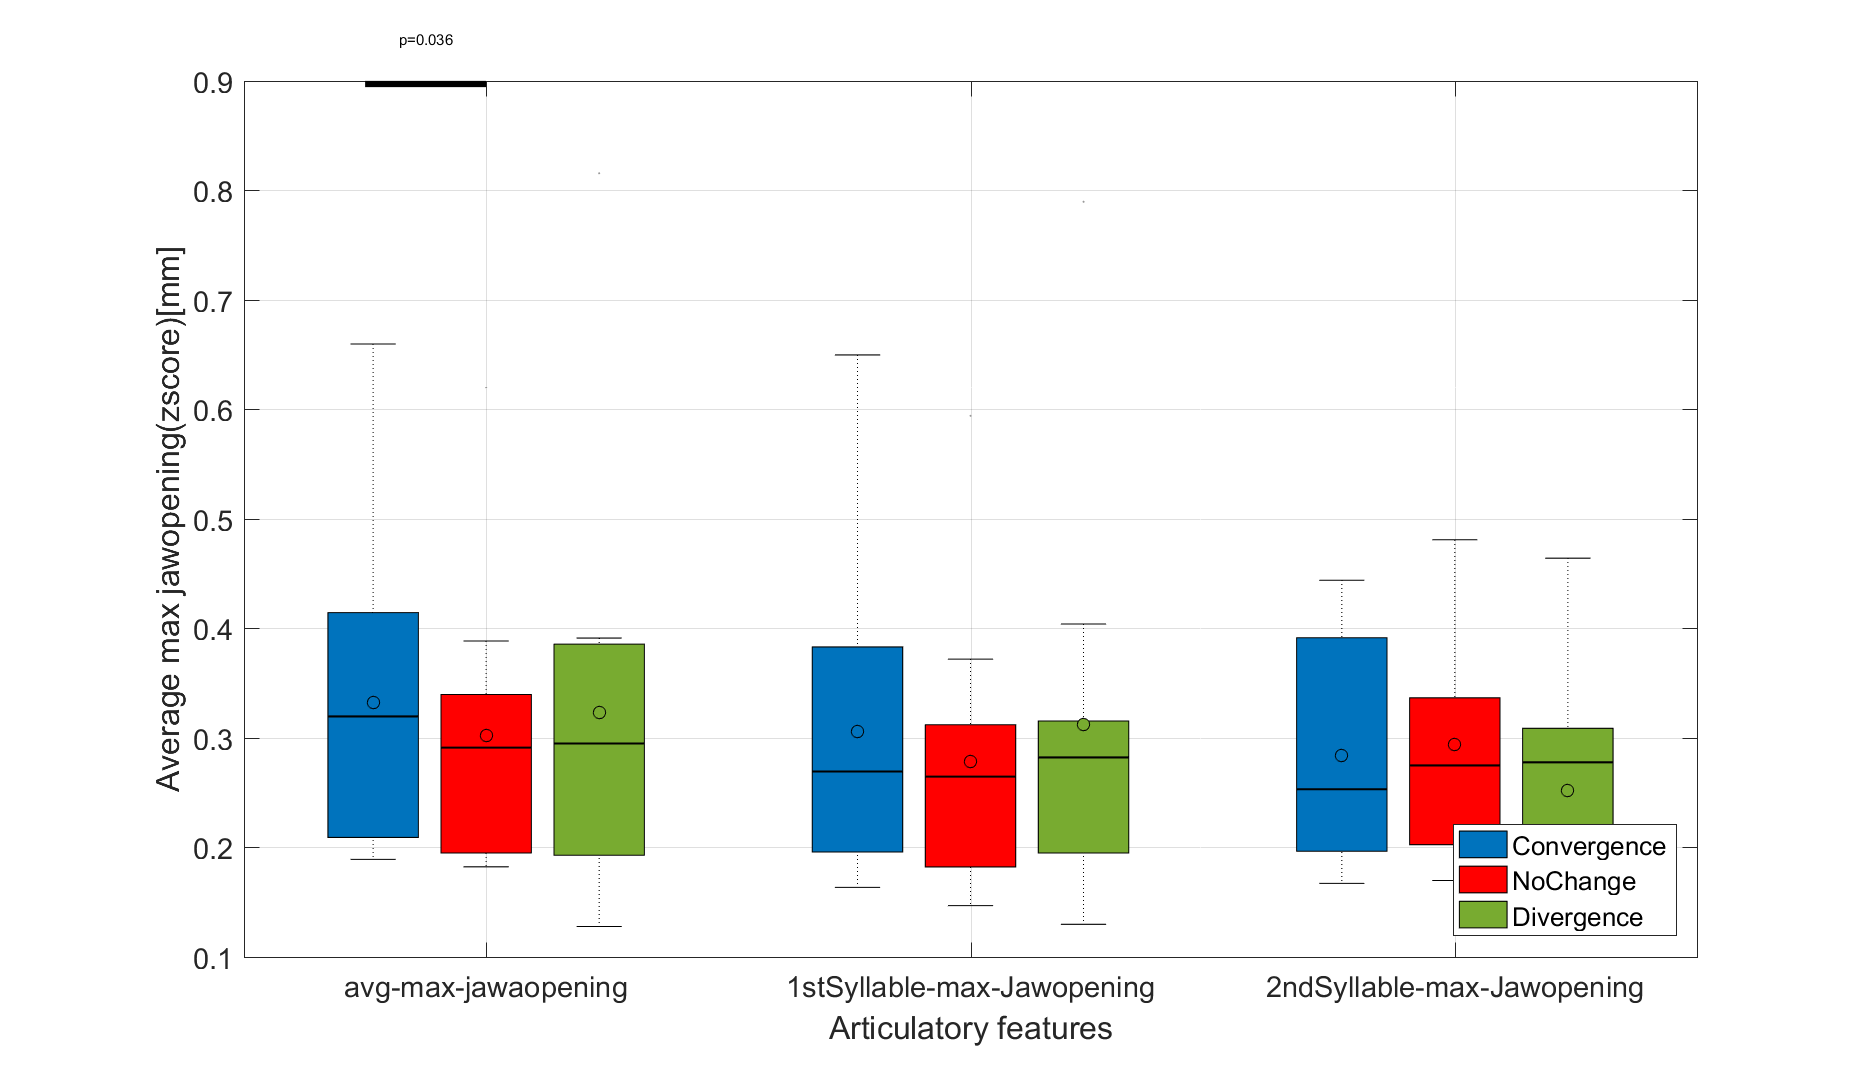 p=0.036
0.9
0.8
0.7
0.6
0.5
0.4
0.3
0.2
0.1
Average max jawopening(zscore)[mm]
Convergence
NoChange
Divergence
avg-max-jawaopening
1stSyllable-max-Jawopening
2ndSyllable-max-Jawopening
Articulatory features